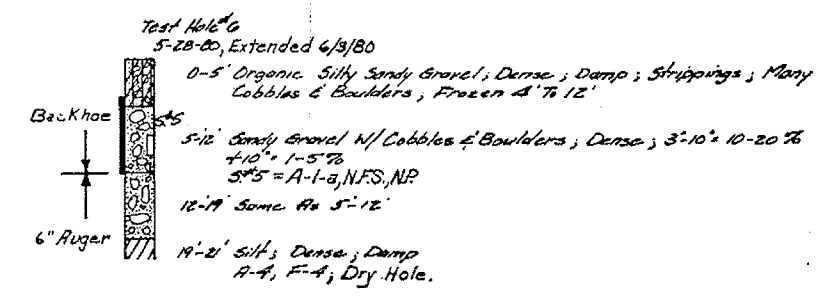 Test Hole #6
5-28-80, Extended 6/3/80
0-5' Organic Silty Sandy Gravel; Dense; Damp; Strippings; Many
Cobbles & Boulders; Frozen 4' To 12'
Backhoe
S#5
5-12' Sandy Gravel W/Cobbles & Boulders; Dense; 3"-10"= 10-20%
+10"= 1-5%
S#5 = A-1-a, N.F.S., N.P.
12-19' Same As 5'-12'
6" Auger
19'-21' Silt; Dense; Damp
A-4, F-4; Dry Hole.